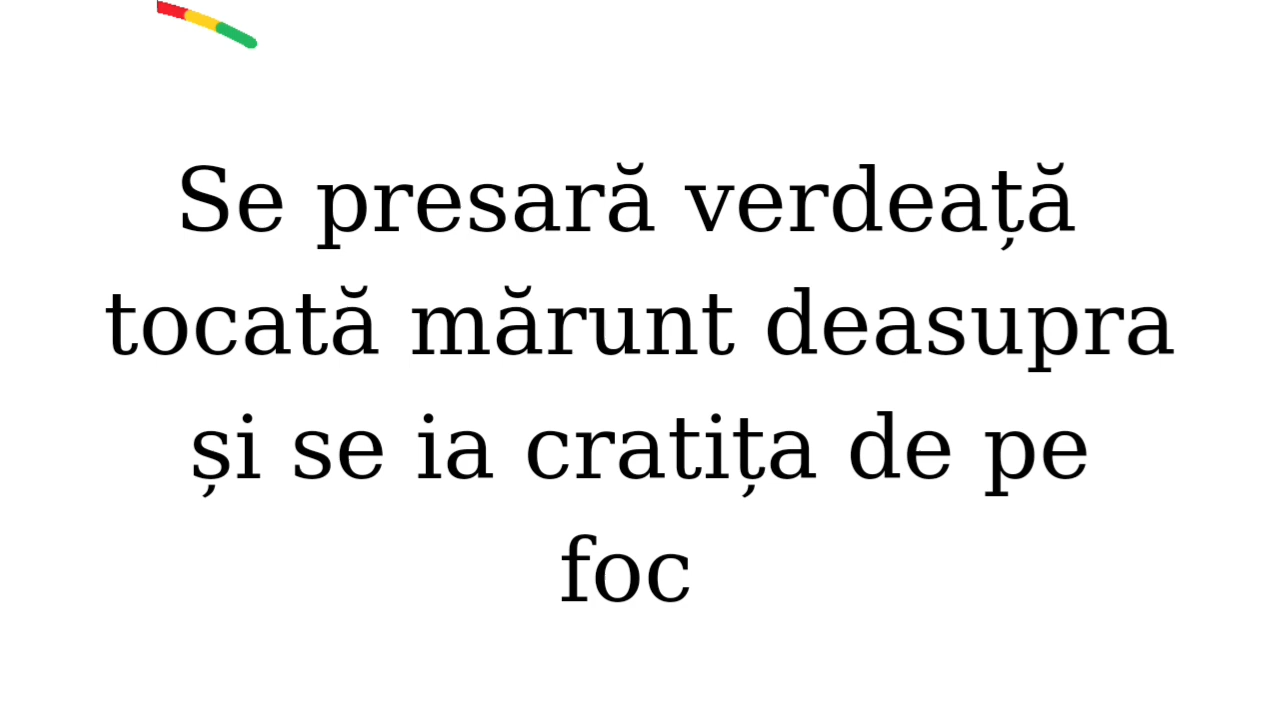 Se presară verdeață
tocată mărunt deasupra
și se ia cratița de pe
foc